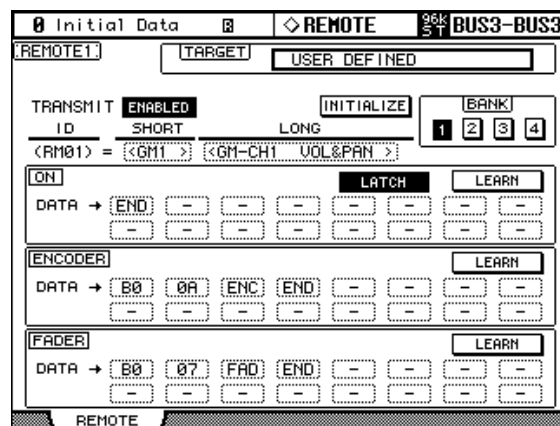 0 Initial Data R ◇REMOTE 96k ST BUS3-BUS3
REMOTE1 TARGET USER DEFINED
TRANSMIT ENABLED INITIALIZE BANK
ID SHORT LONG 1 2 3 4
(RM01) = <GM1 > <GM-CH1 VOL&PAN >
ON LATCH LEARN
DATA → END - - - - - - -
- - - - - - - -
ENCODER LEARN
DATA → B0 0A ENC END - - - -
- - - - - - - -
FADER LEARN
DATA → B0 07 FAD END - - - -
- - - - - - - -
REMOTE